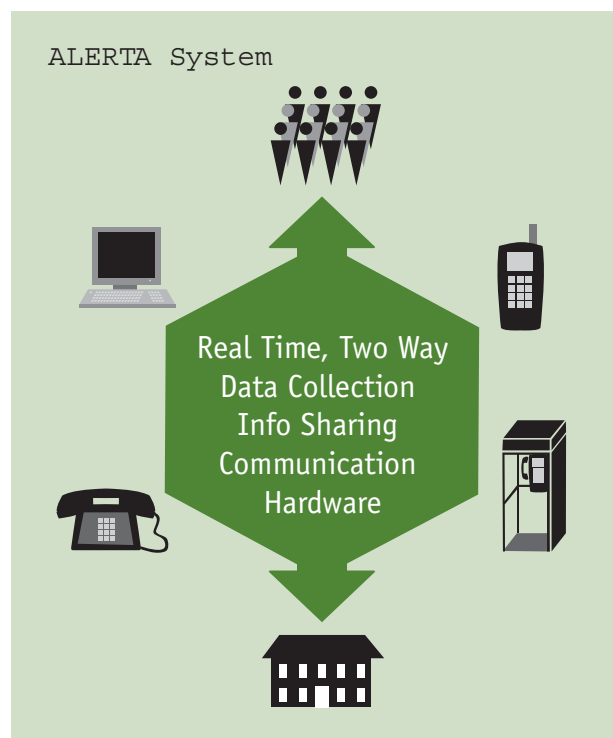 ALERTA System
Real Time, Two Way
Data Collection
Info Sharing
Communication
Hardware